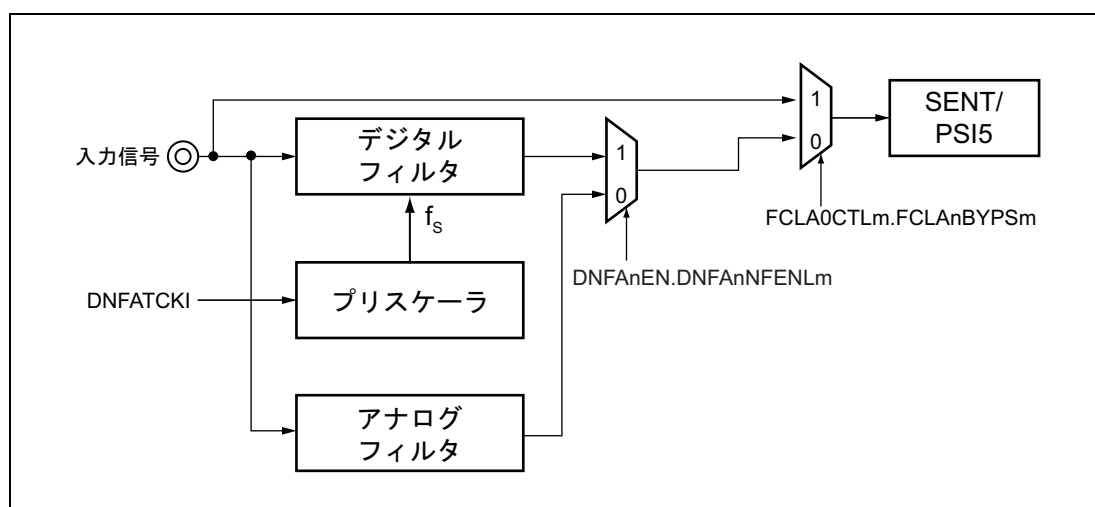 入力信号
デジタル
フィルタ
1
0
1
0
SENT/
PSI5
FCLA0CTLm.FCLAnBYPSm
fS
DNFAnEN.DNFAnNFENLm
DNFATCKI
プリスケーラ
アナログ
フィルタ